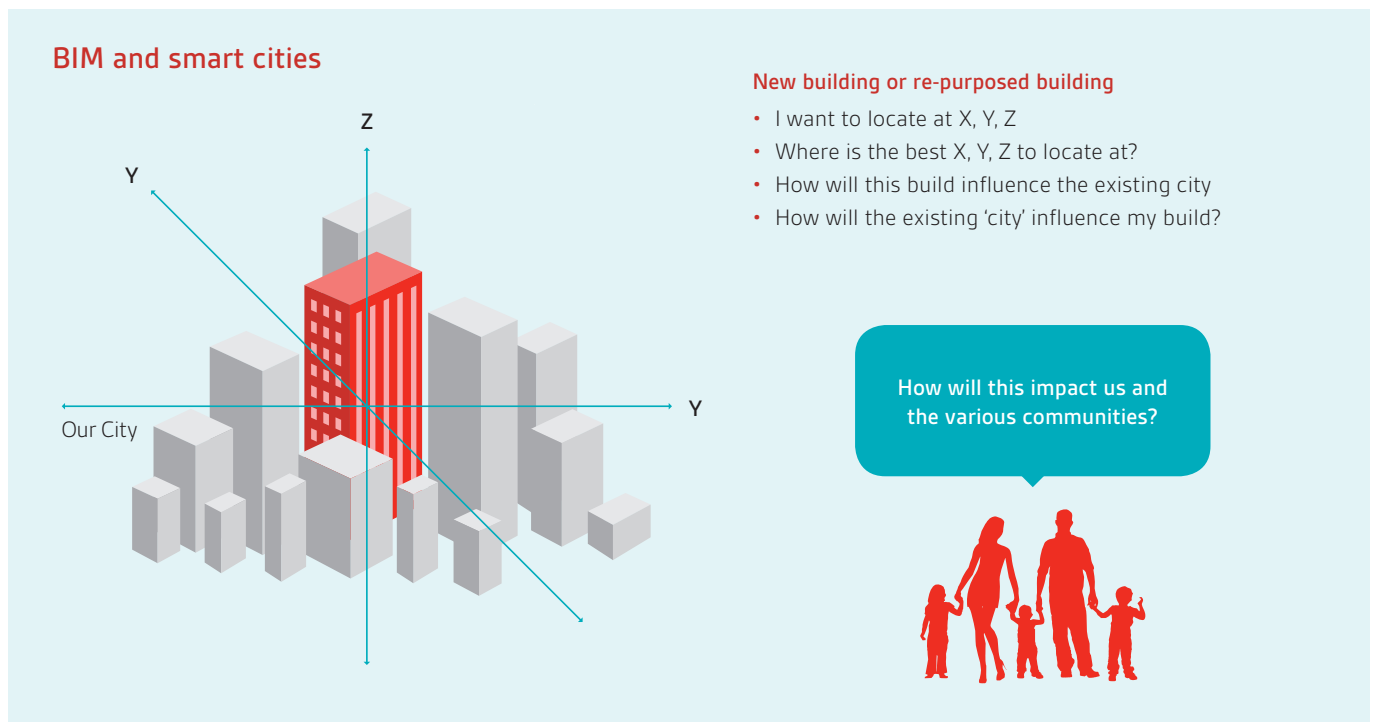 BIM and smart cities
Z
Y
Y
Our City
New building or re-purposed building
• I want to locate at X, Y, Z
• Where is the best X, Y, Z to locate at?
• How will this build influence the existing city
• How will the existing ‘city’ influence my build?
How will this impact us and
the various communities?